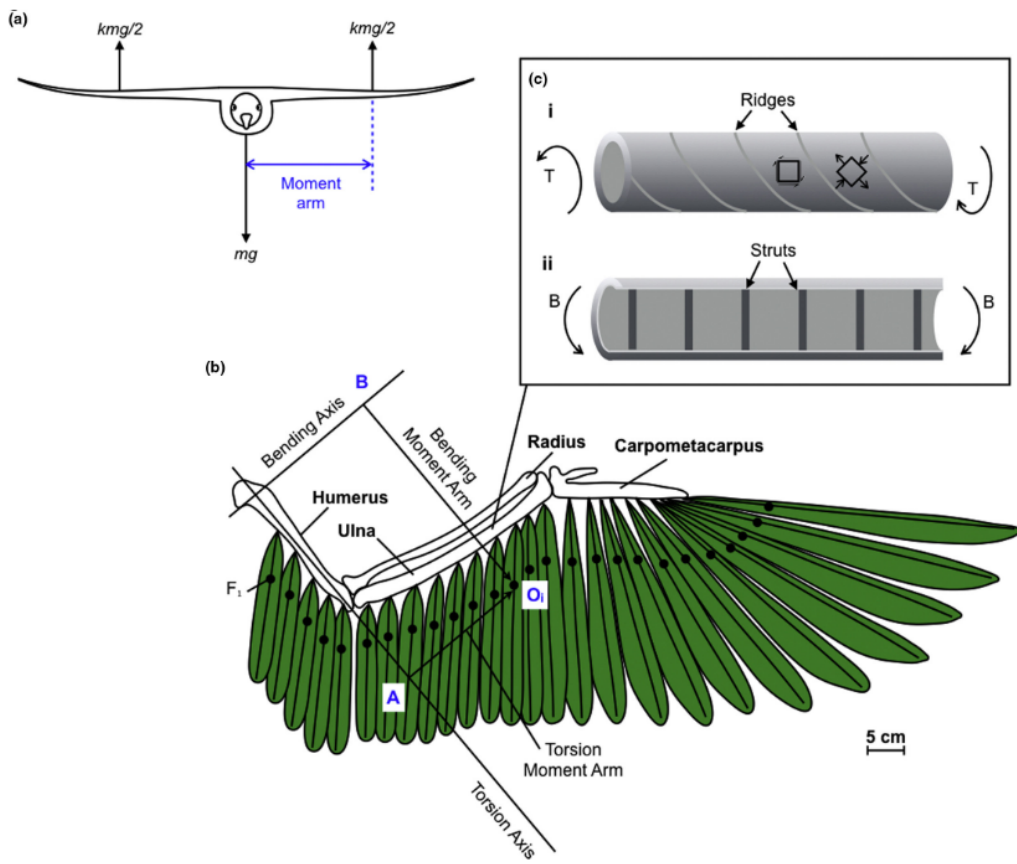 (a)
kmg/2
kmg/2
Moment
arm
mg
(c)
i
Ridges
T
T
ii
Struts
B
B
(b)
B
Bending Axis
Bending
Moment Arm
Radius
Carpometacarpus
Humerus
Ulna
F1
Oi
A
5 cm
Torsion
Moment Arm
Torsion Axis